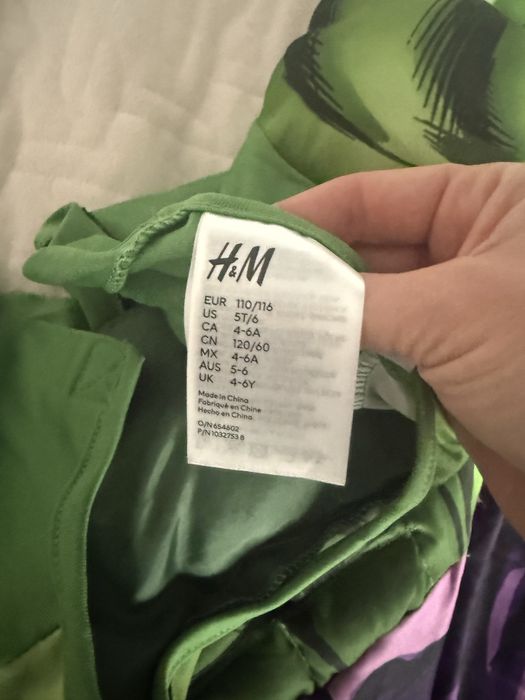 H&M
EUR 110/116
US 5T/6
CA 4-6A
CN 120/60
MX 4-6A
AUS 5-6
UK 4-6Y
Made in China
Fabriqué en Chine
Hecho en China
O/N 654602
P/N 1032753 8